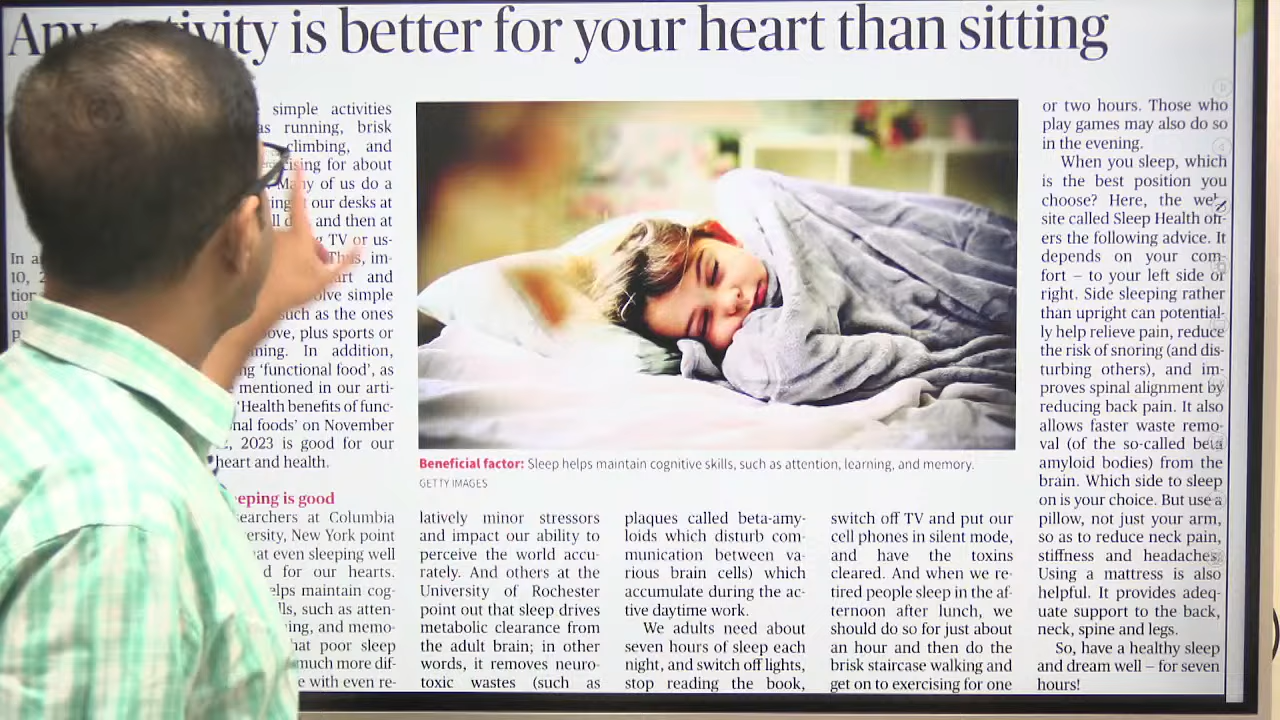 Any activity is better for your heart than sitting
In
10,
simple activities
as running, brisk
climbing, and
for about
Many of us do a
our desks at
and then at
TV or us-
Thus, im-
and
simple
such as the ones
plus sports or
In addition,
'functional food', as
mentioned in our arti-
'Health benefits of func-
foods' on November
2023 is good for our
heart and health.
is good
at Columbia
New York point
even sleeping well
for our hearts.
maintain cog-
such as atten-
and memo-
poor sleep
much more dif-
with even re-
Beneficial factor: Sleep helps maintain cognitive skills, such as attention, learning, and memory.
GETTY IMAGES
latively minor stressors
and impact our ability to
perceive the world accu-
rately. And others at the
University of Rochester
point out that sleep drives
metabolic clearance from
the adult brain; in other
words, it removes neuro-
toxic wastes (such as
plaques called beta-amy-
loids which disturb com-
munication between va-
rious brain cells) which
accumulate during the ac-
tive daytime work.
We adults need about
seven hours of sleep each
night, and switch off lights,
stop reading the book,
switch off TV and put our
cell phones in silent mode,
and have the toxins
cleared. And when we re-
tired people sleep in the af-
ternoon after lunch, we
should do so for just about
an hour and then do the
brisk staircase walking and
get on to exercising for one
or two hours. Those who
play games may also do so
in the evening.
When you sleep, which
is the best position you
choose? Here, the web-
site called Sleep Health off-
ers the following advice. It
depends on your com-
fort – to your left side or
right. Side sleeping rather
than upright can potential-
ly help relieve pain, reduce
the risk of snoring (and dis-
turbing others), and im-
proves spinal alignment by
reducing back pain. It also
allows faster waste remo-
val (of the so-called beta
amyloid bodies) from the
brain. Which side to sleep
on is your choice. But use a
pillow, not just your arm,
so as to reduce neck pain,
stiffness and headaches.
Using a mattress is also
helpful. It provides adeq-
uate support to the back,
neck, spine and legs.
So, have a healthy sleep
and dream well – for seven
hours!